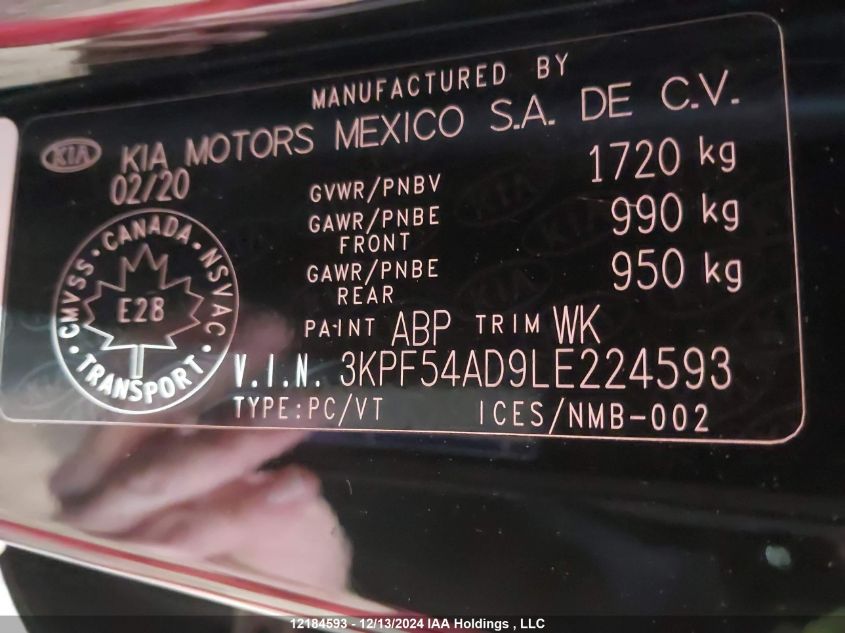 MANUFACTURED BY
KIA KIA MOTORS MEXICO S.A. DE C.V.
02/20
GVWR/PNBV 1720 kg
GAWR/PNBE FRONT 990 kg
GAWR/PNBE REAR 950 kg
PAINT ABP TRIM WK
V.I.N. 3KPF54AD9LE224593
TYPE:PC/VT ICES/NMB-002
CMVSS · CANADA · NSVAC · TRANSPORT ·
E28
12184593 - 12/13/2024 IAA Holdings , LLC